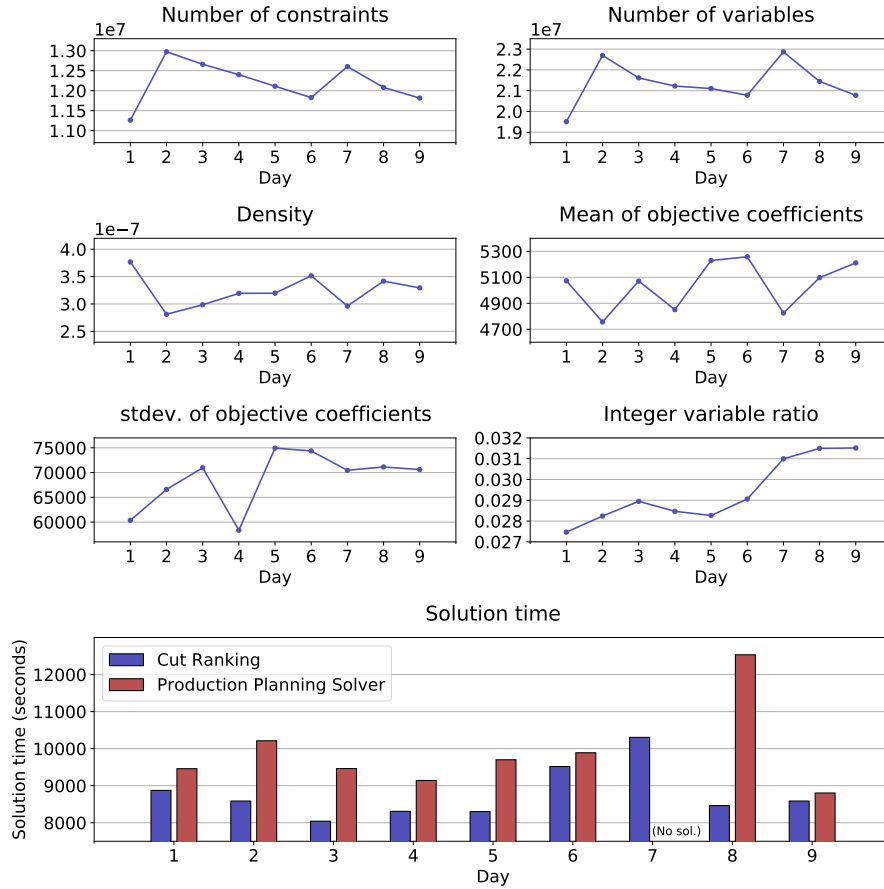 Number of constraints
1e7
1.30
1.25
1.20
1.15
1.10
1 2 3 4 5 6 7 8 9
Day
Number of variables
1e7
2.3
2.2
2.1
2.0
1.9
1 2 3 4 5 6 7 8 9
Day
Density
1e−7
4.0
3.5
3.0
2.5
1 2 3 4 5 6 7 8 9
Day
Mean of objective coefficients
5300
5100
4900
4700
1 2 3 4 5 6 7 8 9
Day
stdev. of objective coefficients
75000
70000
65000
60000
1 2 3 4 5 6 7 8 9
Day
Integer variable ratio
0.032
0.031
0.030
0.029
0.028
0.027
1 2 3 4 5 6 7 8 9
Day
Solution time
Solution time (seconds)
12000
11000
10000
9000
8000
Cut Ranking
Production Planning Solver
(No sol.)
1 2 3 4 5 6 7 8 9
Day